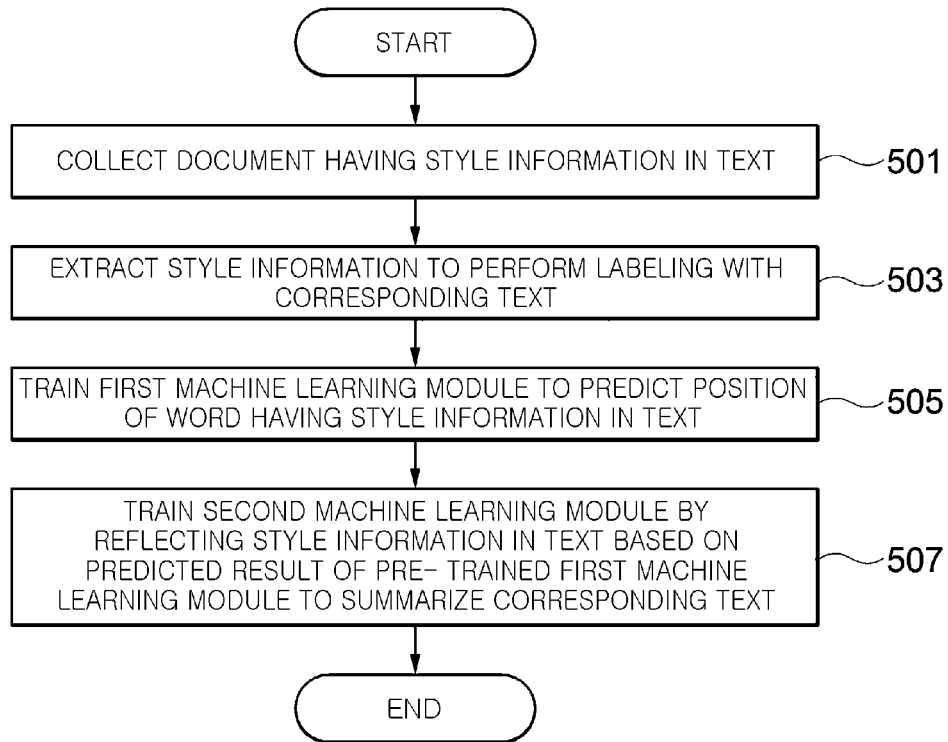 START
COLLECT DOCUMENT HAVING STYLE INFORMATION IN TEXT
501
EXTRACT STYLE INFORMATION TO PERFORM LABELING WITH
CORRESPONDING TEXT
503
TRAIN FIRST MACHINE LEARNING MODULE TO PREDICT POSITION
OF WORD HAVING STYLE INFORMATION IN TEXT
505
TRAIN SECOND MACHINE LEARNING MODULE BY
REFLECTING STYLE INFORMATION IN TEXT BASED ON
PREDICTED RESULT OF PRE- TRAINED FIRST MACHINE
LEARNING MODULE TO SUMMARIZE CORRESPONDING TEXT
507
END